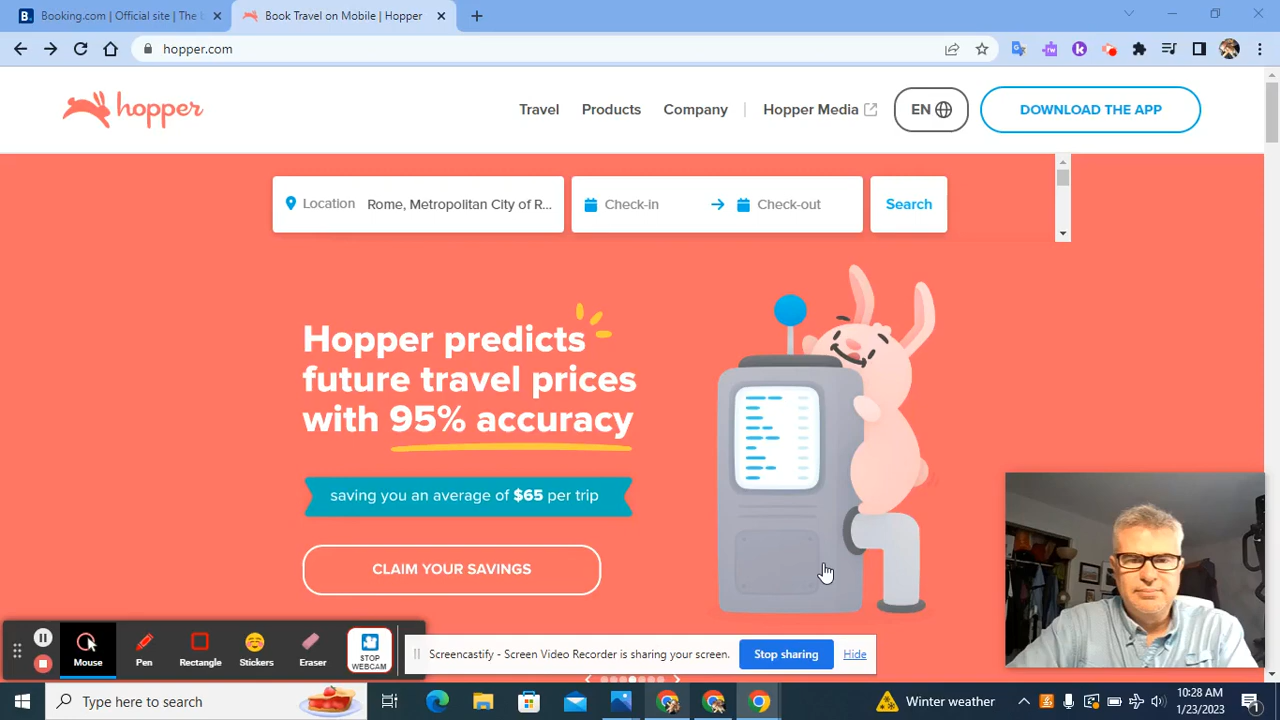 Booking.com | Official site | The b
Book Travel on Mobile | Hopper
hopper.com
hopper
Travel
Products
Company
Hopper Media
EN
DOWNLOAD THE APP
Location
Rome, Metropolitan City of R...
Check-in
Check-out
Search
Hopper predicts
future travel prices
with 95% accuracy
saving you an average of $65 per trip
CLAIM YOUR SAVINGS
Mouse
Pen
Rectangle
Stickers
Eraser
STOP
WEBCAM
Screencastify - Screen Video Recorder is sharing your screen.
Stop sharing
Hide
Type here to search
Winter weather
10:28 AM
1/23/2023
1